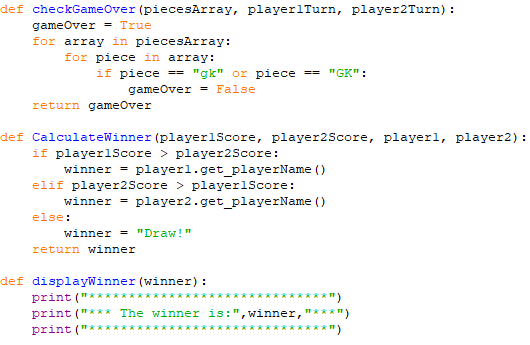 def checkGameOver(piecesArray, player1Turn, player2Turn):
    gameOver = True
    for array in piecesArray:
        for piece in array:
            if piece == "gk" or piece == "GK":
                gameOver = False
    return gameOver

def CalculateWinner(player1Score, player2Score, player1, player2):
    if player1Score > player2Score:
        winner = player1.get_playerName()
    elif player2Score > player1Score:
        winner = player2.get_playerName()
    else:
        winner = "Draw!"
    return winner

def displayWinner(winner):
    print("******************************")
    print("*** The winner is:",winner,"***")
    print("******************************")